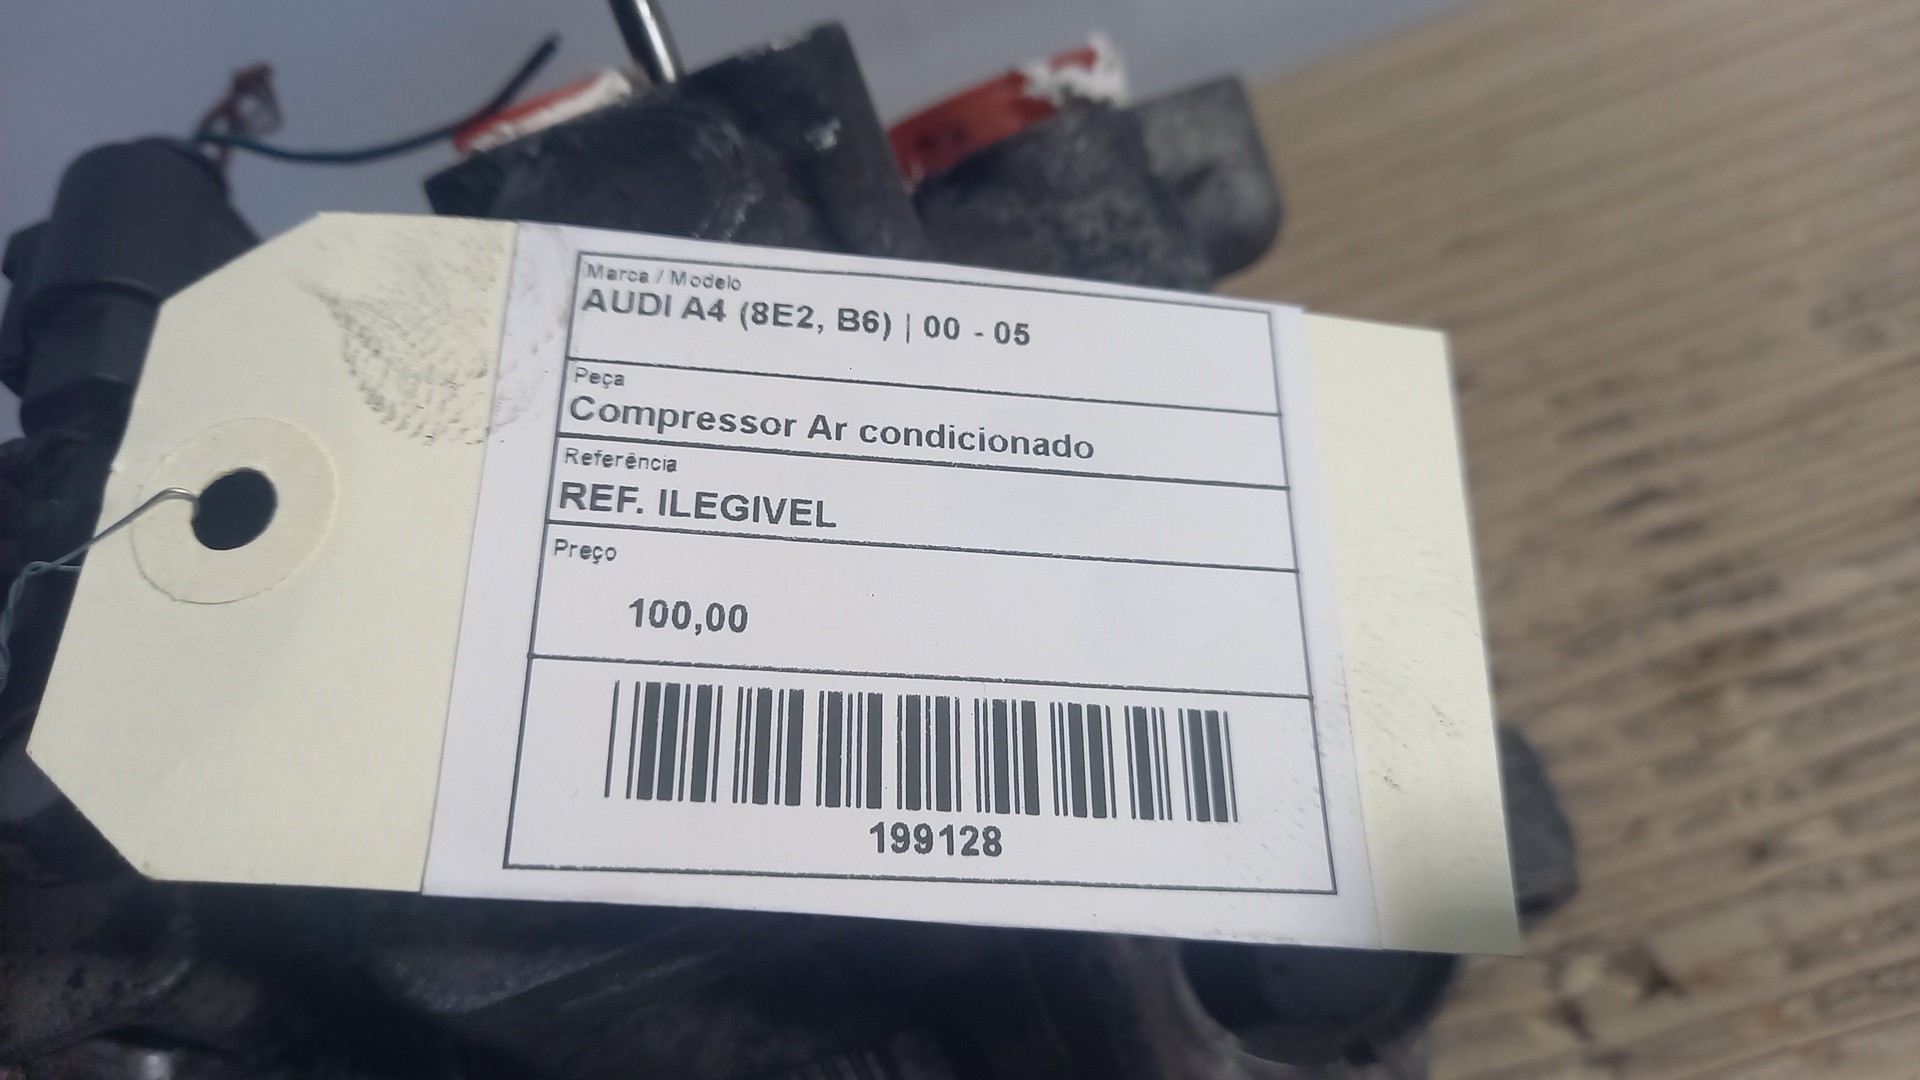 Marca / Modelo
AUDI A4 (8E2, B6) | 00 - 05
Peça
Compressor Ar condicionado
Referência
REF. ILEGIVEL
Preço
100,00
199128